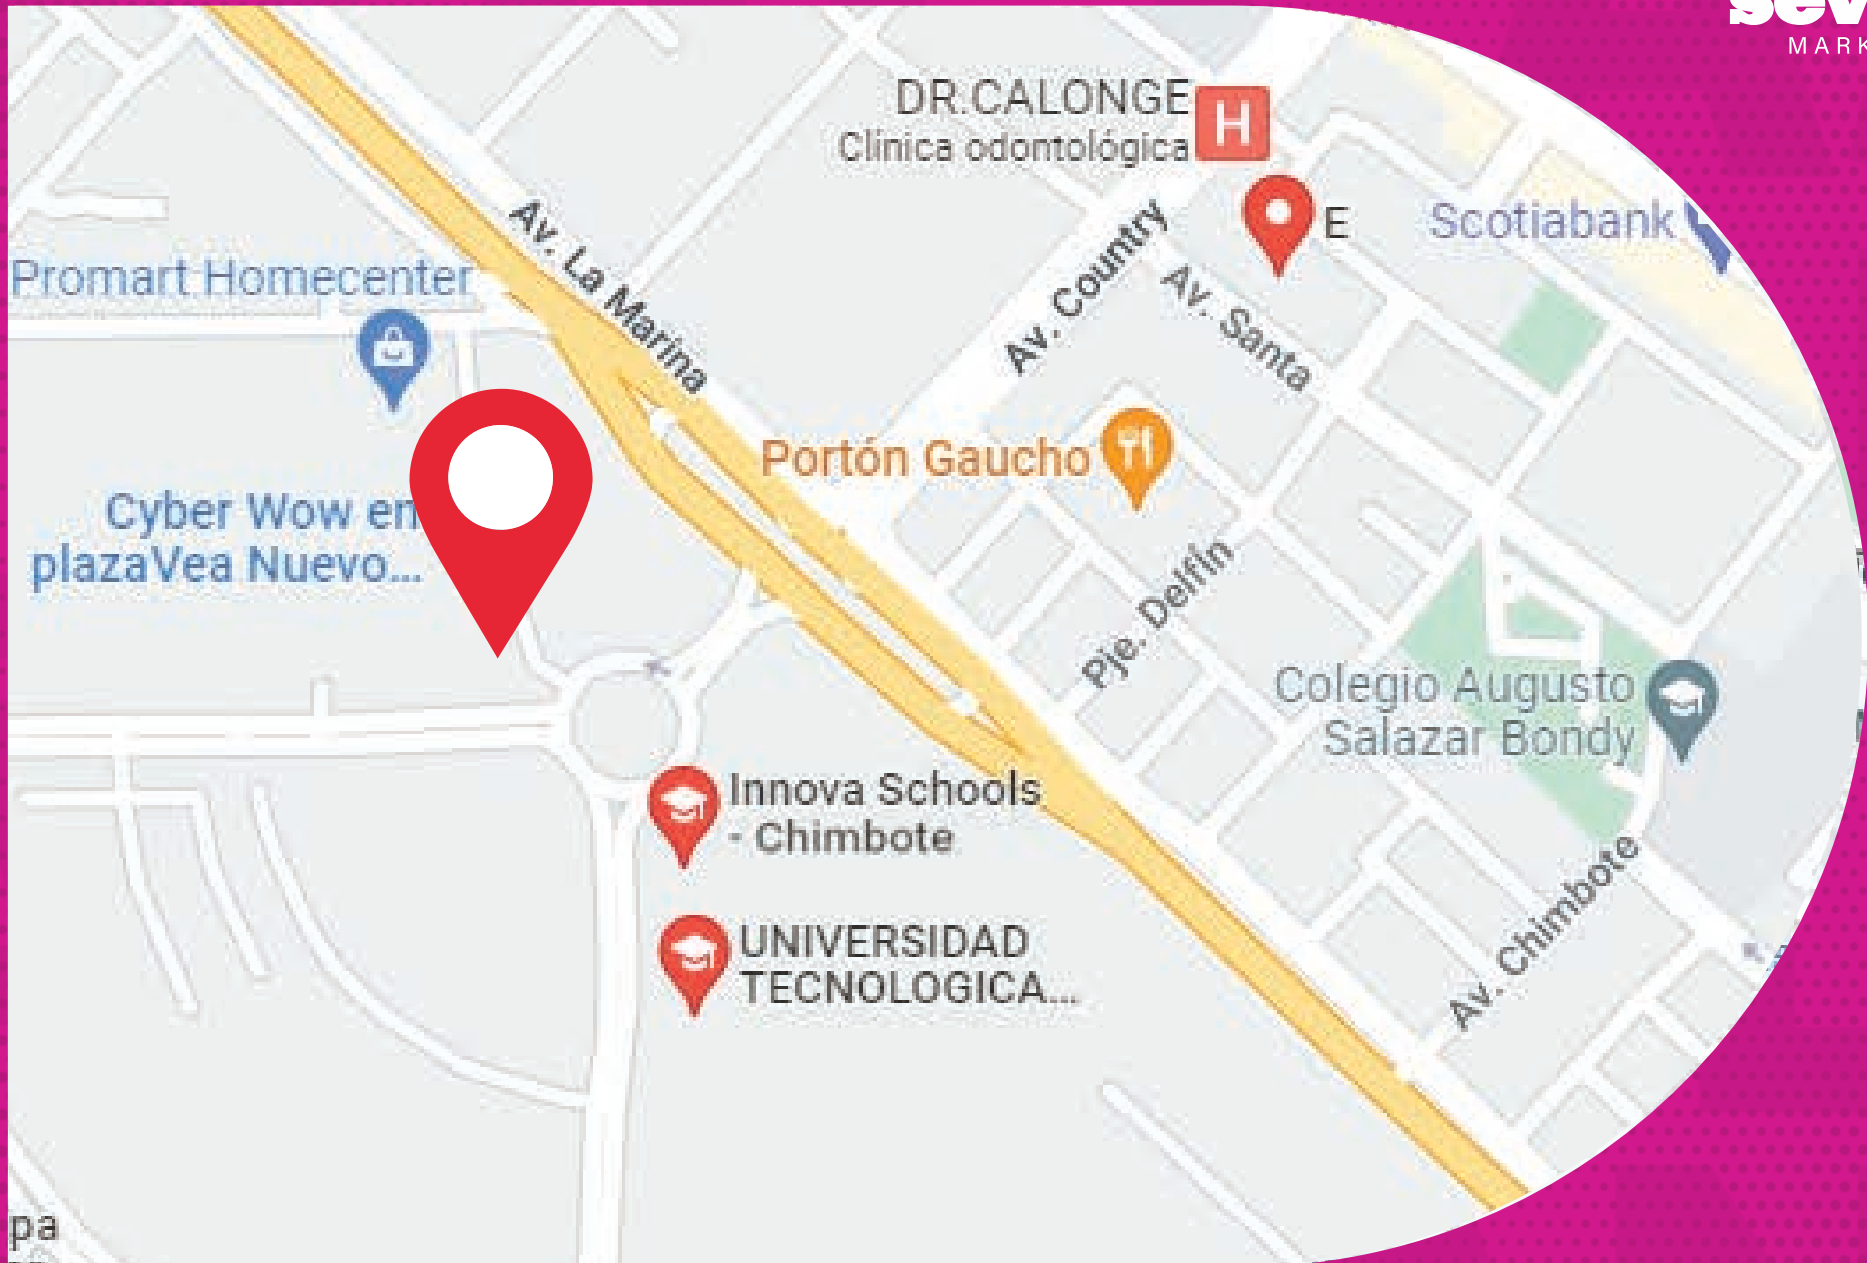 MARK
DR.CALONGE
Clinica odontológica
H
E
Scotiabank
Av. La Marina
Av. Country
Av. Santa
Promart Homecenter
Portón Gaucho
Cyber Wow en
plazaVea Nuevo...
Pje. Delfín
Colegio Augusto
Salazar Bondy
Innova Schools
- Chimbote
Av. Chimbote
UNIVERSIDAD
TECNOLOGICA...
pa